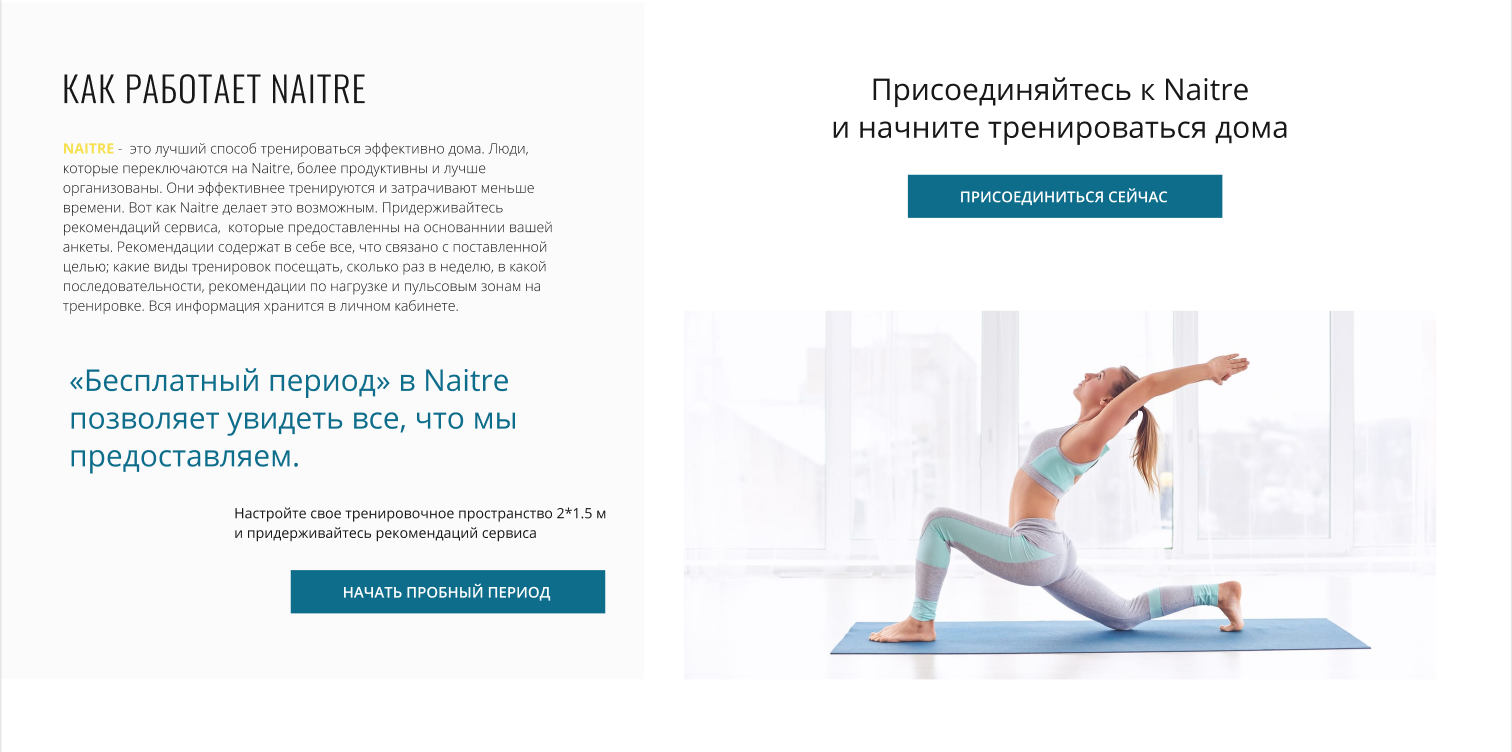 КАК РАБОТАЕТ NAITRE
NAITRE - это лучший способ тренироваться эффективно дома. Люди,
которые переключаются на Naitre, более продуктивны и лучше
организованы. Они эффективнее тренируются и затрачивают меньше
времени. Вот как Naitre делает это возможным. Придерживайтесь
рекомендаций сервиса, которые предоставленны на основаннии вашей
анкеты. Рекомендации содержат в себе все, что связано с поставленной
целью; какие виды тренировок посещать, сколько раз в неделю, в какой
последовательности, рекомендации по нагрузке и пульсовым зонам на
тренировке. Вся информация хранится в личном кабинете.
«Бесплатный период» в Naitre
позволяет увидеть все, что мы
предоставляем.
Настройте свое тренировочное пространство 2*1.5 м
и придерживайтесь рекомендаций сервиса
НАЧАТЬ ПРОБНЫЙ ПЕРИОД
Присоединяйтесь к Naitre
и начните тренироваться дома
ПРИСОЕДИНИТЬСЯ СЕЙЧАС